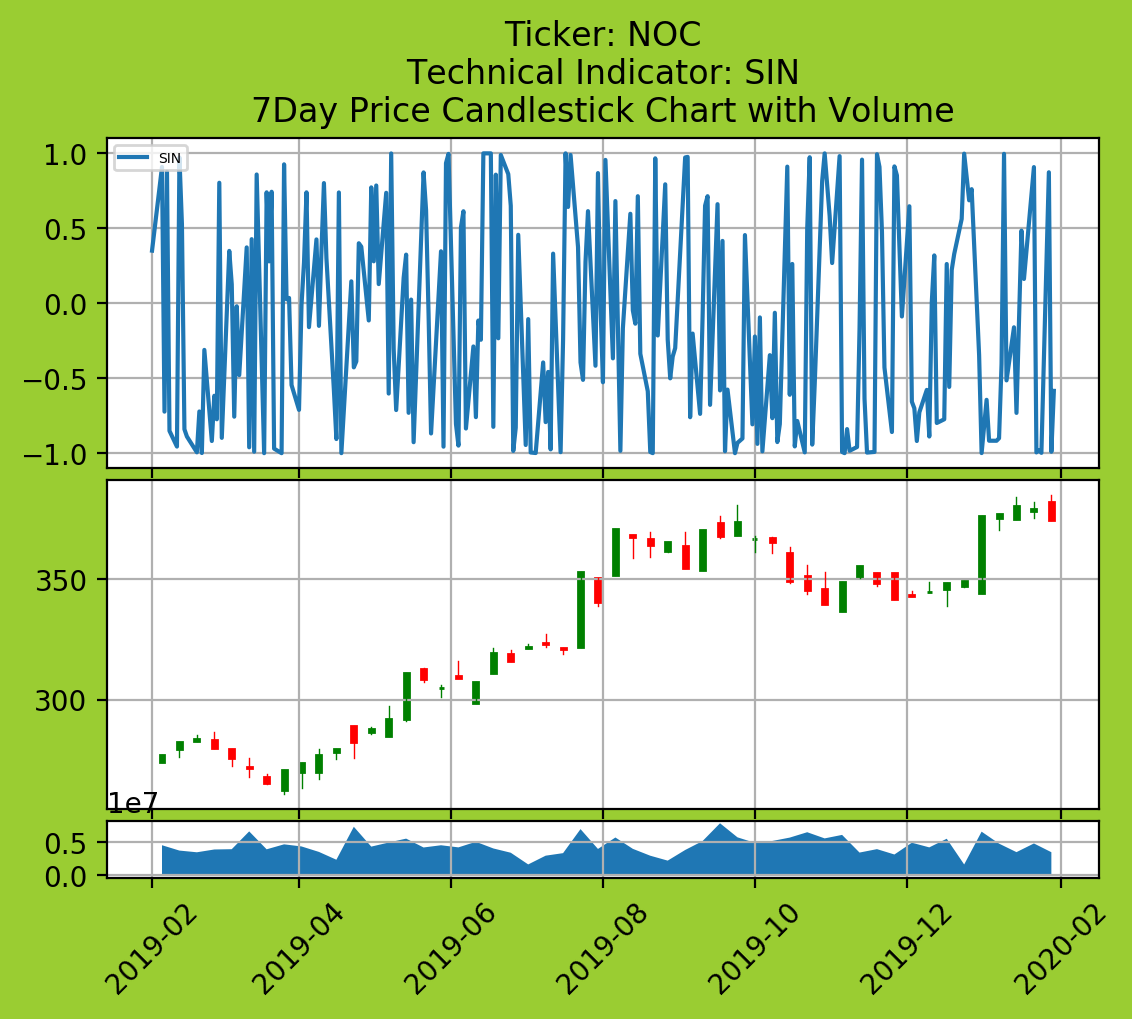 Ticker: NOC
Technical Indicator: SIN
7Day Price Candlestick Chart with Volume
SIN
1.0
0.5
0.0
−0.5
−1.0
350
300
1e7
0.5
0.0
2019-02 2019-04 2019-06 2019-08 2019-10 2019-12 2020-02